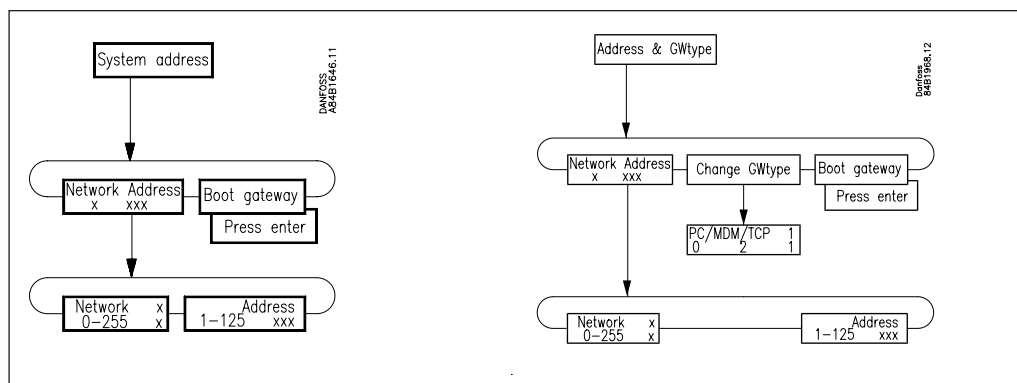 System address
DANFOSS
A84B1646.11
Network Address
x xxx
Boot gateway
Press enter
Network x
0-255 x
Address
1-125 xxx
Address & GWtype
Danfoss
84B1968.12
Network Address
x xxx
Change GWtype
Boot gateway
Press enter
PC/MDM/TCP 1
0 2 1
Network x
0-255 x
Address
1-125 xxx